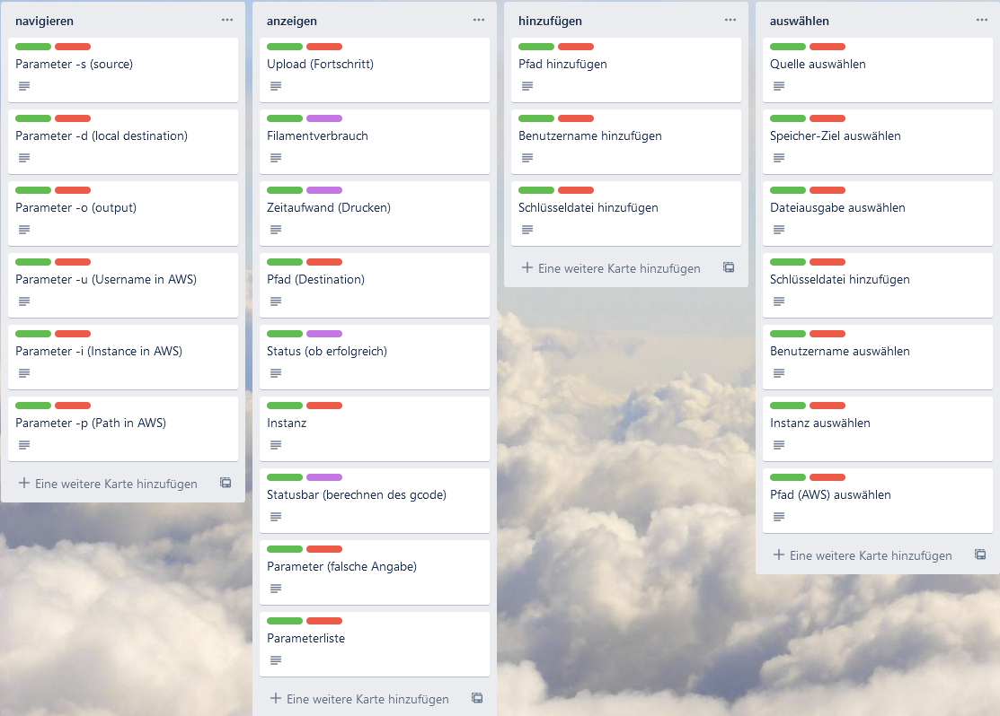 navigieren
Parameter -s (source)
Parameter -d (local destination)
Parameter -o (output)
Parameter -u (Username in AWS)
Parameter -i (Instance in AWS)
Parameter -p (Path in AWS)
Eine weitere Karte hinzufügen
anzeigen
Upload (Fortschritt)
Filamentverbrauch
Zeitaufwand (Drucken)
Pfad (Destination)
Status (ob erfolgreich)
Instanz
Statusbar (berechnen des gcode)
Parameter (falsche Angabe)
Parameterliste
Eine weitere Karte hinzufügen
hinzufügen
Pfad hinzufügen
Benutzername hinzufügen
Schlüsseldatei hinzufügen
Eine weitere Karte hinzufügen
auswählen
Quelle auswählen
Speicher-Ziel auswählen
Dateiausgabe auswählen
Schlüsseldatei hinzufügen
Benutzername auswählen
Instanz auswählen
Pfad (AWS) auswählen
Eine weitere Karte hinzufügen